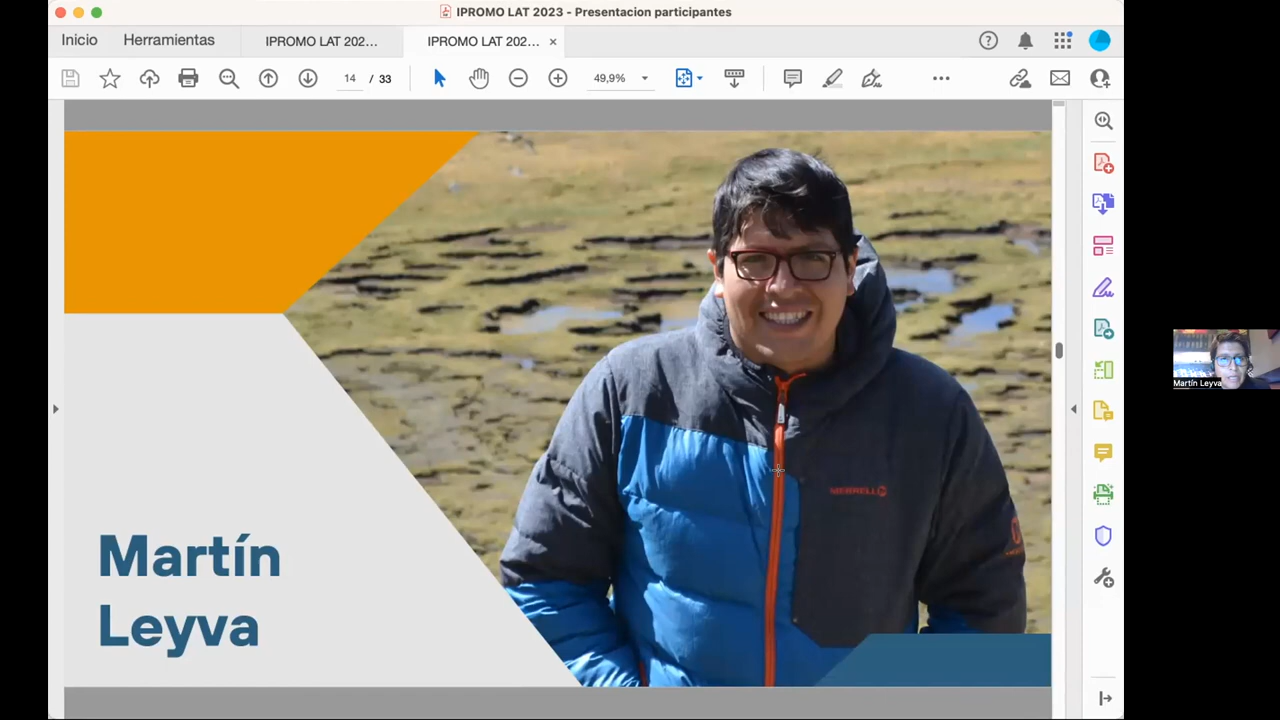 IPROMO LAT 2023 - Presentacion participantes
Inicio
Herramientas
IPROMO LAT 202...
IPROMO LAT 202...
14 / 33
49,9%
MERRELL
Martín
Leyva
Martín Leyva